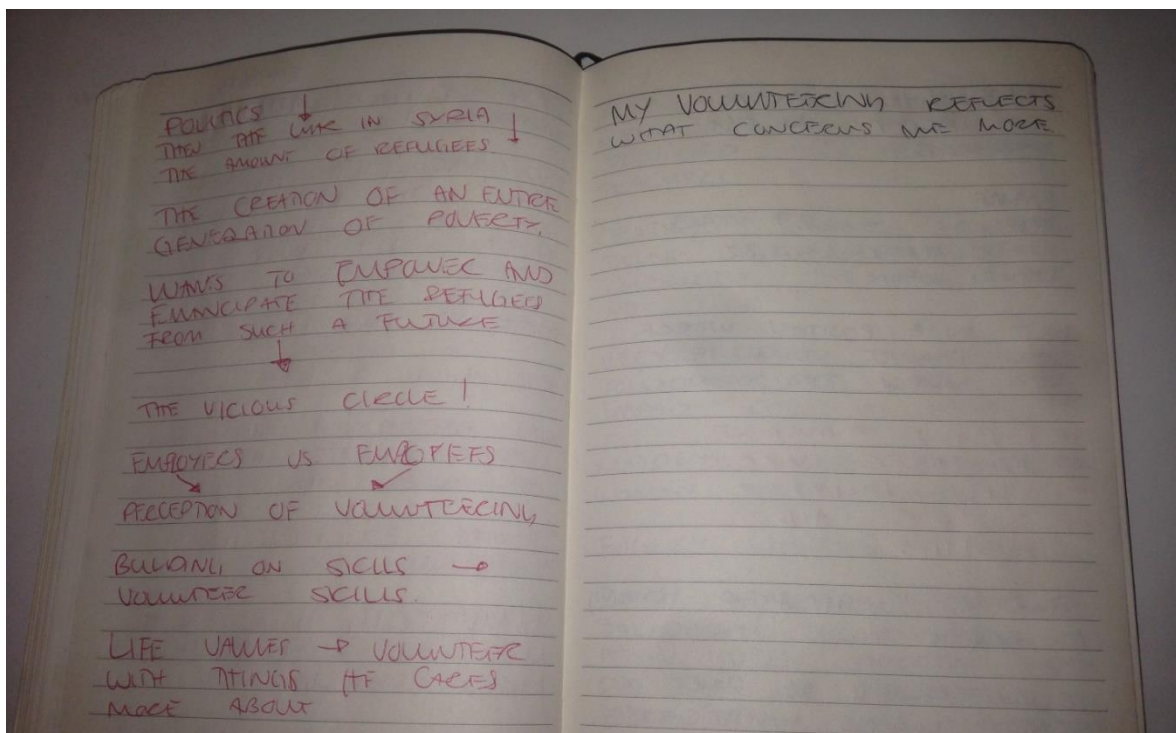 POLITICS ↓
THEN THE LINK IN SYRIA ↓
THE AMOUNT OF REFUGEES
THE CREATION OF AN ENTIRE
GENERATION OF POVERTY.
WANTS TO EMPOWER AND
EMANCIPATE THE REFUGEES
FROM SUCH A FUTURE
↓
THE VICIOUS CIRCLE!
EMPLOYERS VS EMPLOYEES
PERCEPTION OF VOLUNTEERING
BUILDING ON SKILLS →
VOLUNTEER SKILLS.
LIFE VALUES → VOLUNTEER
WITH THINGS HE CARES
MORE ABOUT
MY VOLUNTEERING REFLECTS
WHAT CONCERNS ME MORE